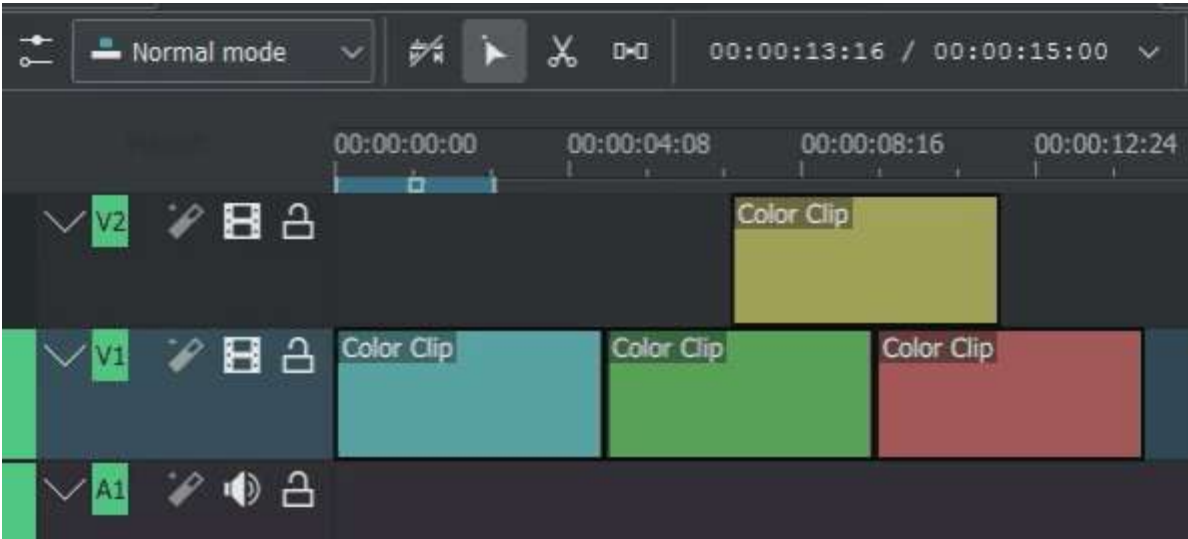 Normal mode 00:00:13:16 / 00:00:15:00
00:00:00:00 00:00:04:08 00:00:08:16 00:00:12:24
V2 Color Clip
V1 Color Clip Color Clip Color Clip
A1